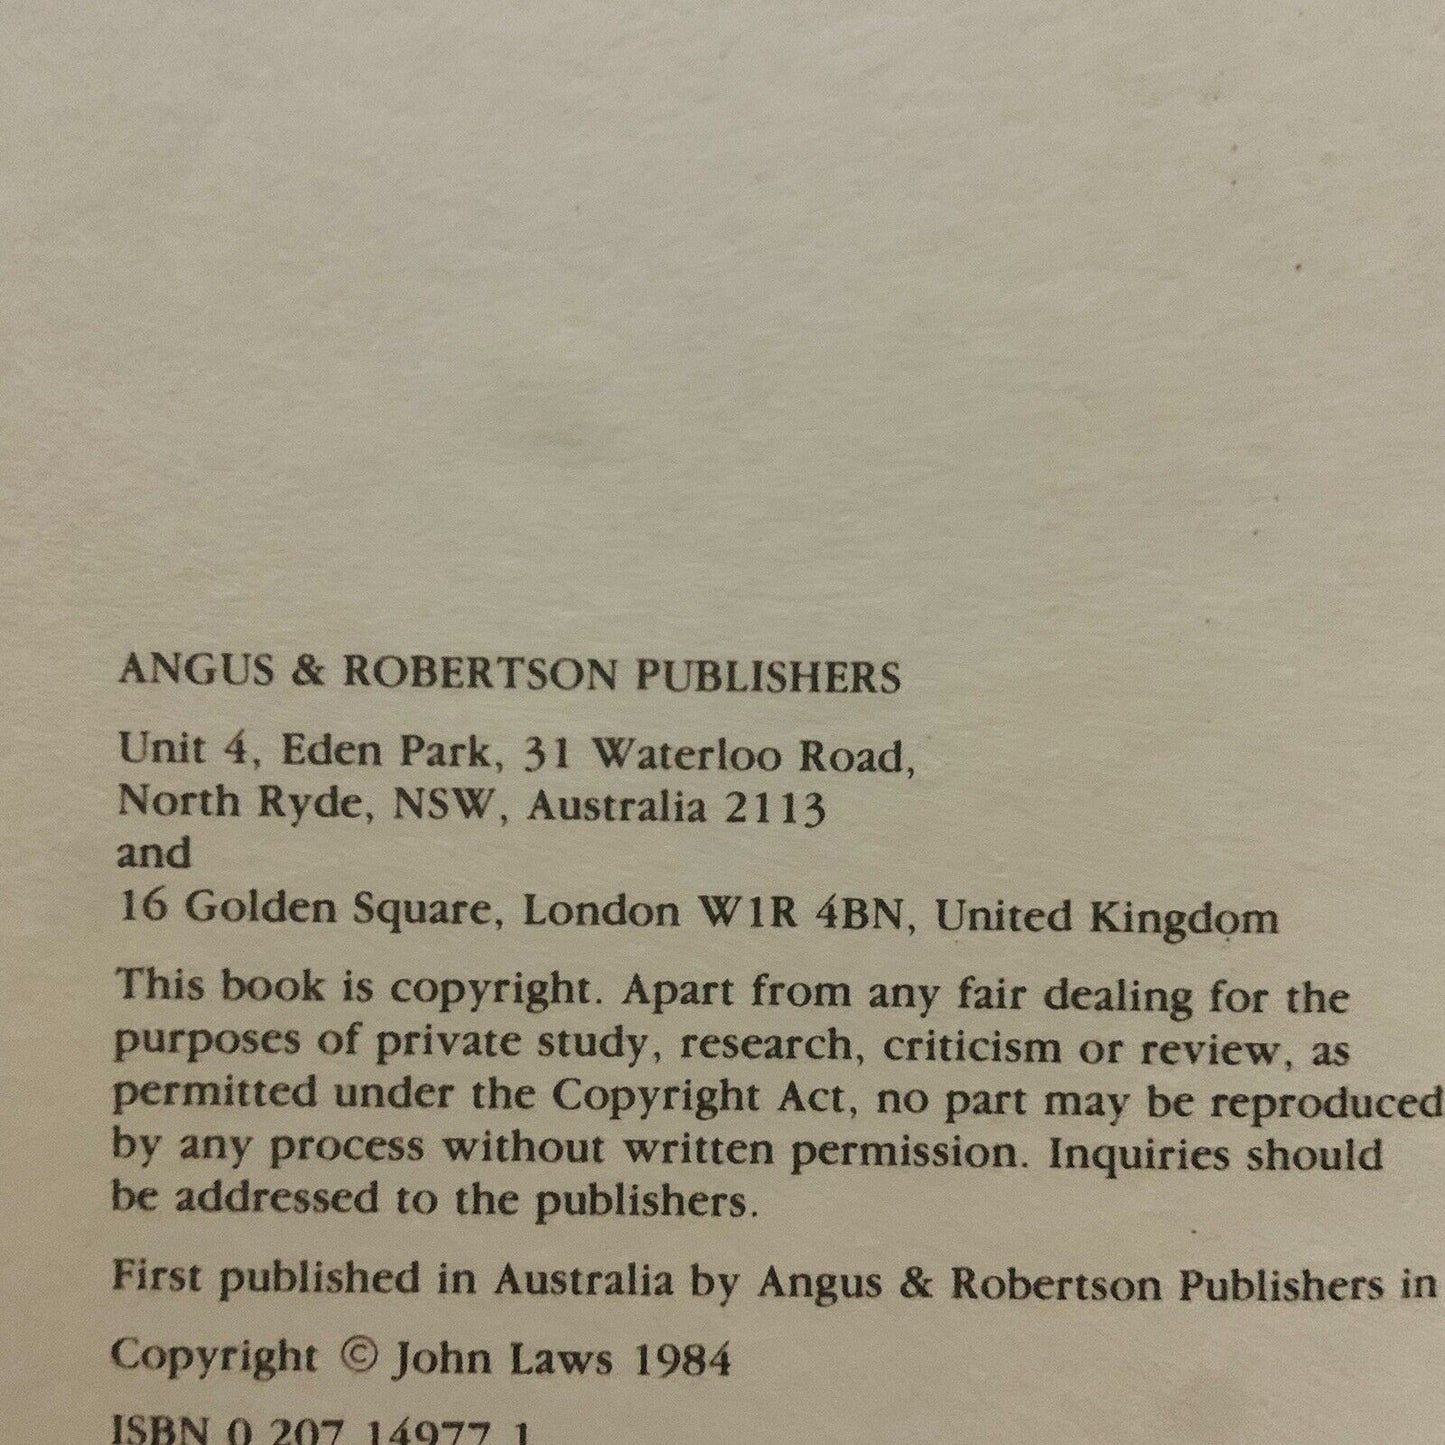 ANGUS & ROBERTSON PUBLISHERS
Unit 4, Eden Park, 31 Waterloo Road,
North Ryde, NSW, Australia 2113
and
16 Golden Square, London W1R 4BN, United Kingdom
This book is copyright. Apart from any fair dealing for the
purposes of private study, research, criticism or review, as
permitted under the Copyright Act, no part may be reproduced
by any process without written permission. Inquiries should
be addressed to the publishers.
First published in Australia by Angus & Robertson Publishers in
Copyright © John Laws 1984
ISBN 0 207 14977 1